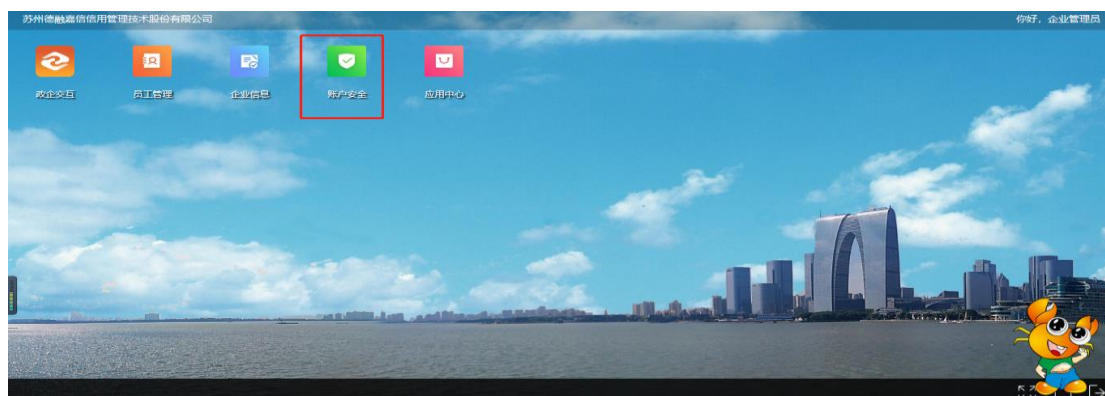 苏州德融嘉信信用管理技术股份有限公司
你好，企业管理员
政企交互
员工管理
企业信息
账户安全
应用中心